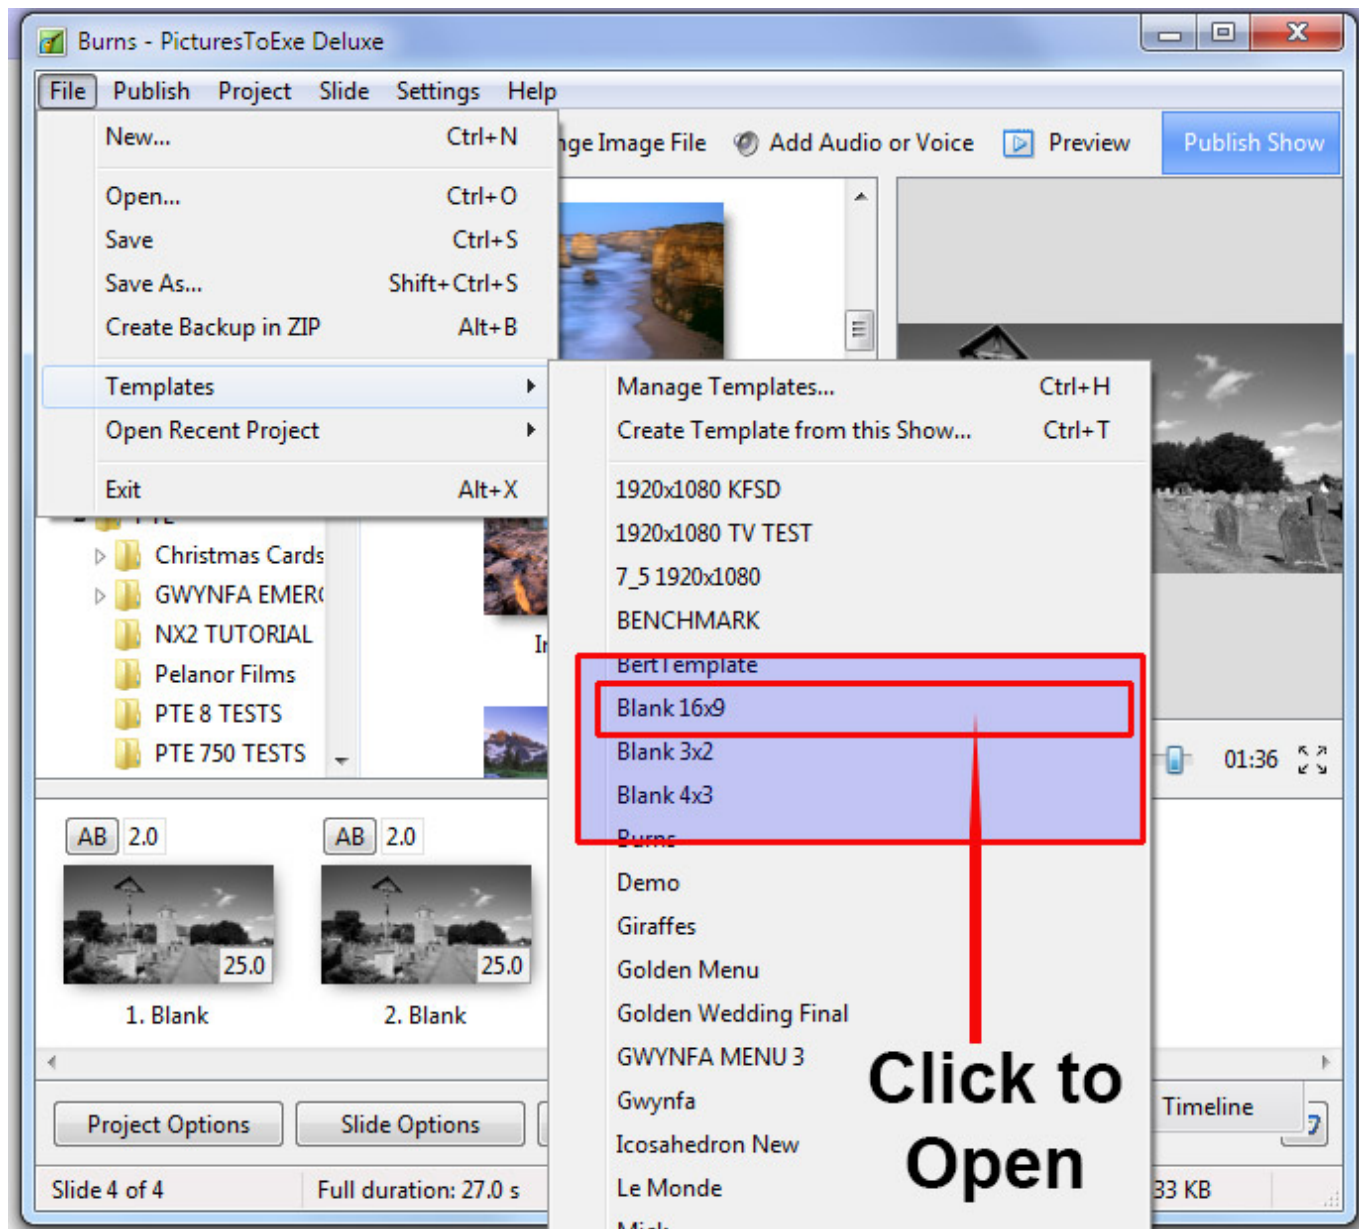 Burns - PicturesToExe Deluxe
File Publish Project Slide Settings Help
New... Ctrl+N
Image File Add Audio or Voice Preview Publish Show
Open... Ctrl+O
Save Ctrl+S
Save As... Shift+Ctrl+S
Create Backup in ZIP Alt+B
Templates
Open Recent Project
Exit Alt+X
Manage Templates... Ctrl+H
Create Template from this Show... Ctrl+T
1920x1080 KFSD
1920x1080 TV TEST
7_5 1920x1080
BENCHMARK
BertTemplate
Blank 16x9
Blank 3x2
Blank 4x3
Burns
Demo
Giraffes
Golden Menu
Golden Wedding Final
GWYNFA MENU 3
Gwynfa
Icosahedron New
Le Monde
Click to
Open
Christmas Cards
GWYNFA
NX2 TUTORIAL
Pelanor Films
PTE 8 TESTS
PTE 750 TESTS
01:36
AB 2.0 AB 2.0
25.0 25.0
1. Blank 2. Blank
Project Options Slide Options Timeline
Slide 4 of 4 Full duration: 27.0 s 33 KB